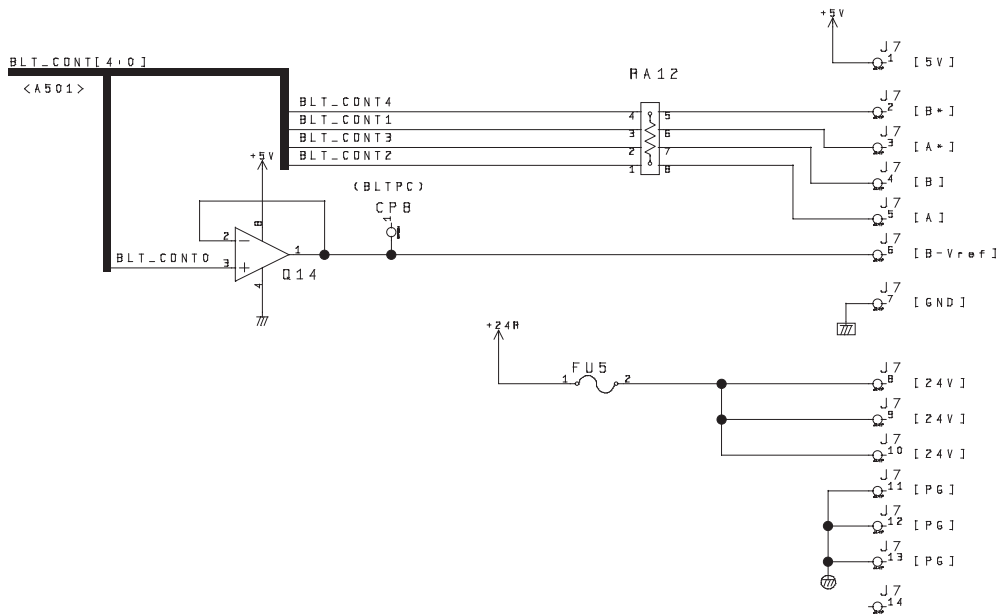 +5V
J7
1 [5V]
BLT_CONT[4:0]
<A501>
RA12
BLT_CONT4
4 5
J7
2 [B*]
BLT_CONT1
3 6
J7
3 [A*]
BLT_CONT3
2 7
J7
4 [B]
BLT_CONT2
1 8
J7
5 [A]
+5V
(BLTPC)
CP8
1
8
2
1
BLT_CONT0
3
Q14
4
J7
6 [B-Vref]
J7
7 [GND]
+24R
FU5
1 2
J7
8 [24V]
J7
9 [24V]
J7
10 [24V]
J7
11 [PG]
J7
12 [PG]
J7
13 [PG]
J7
14